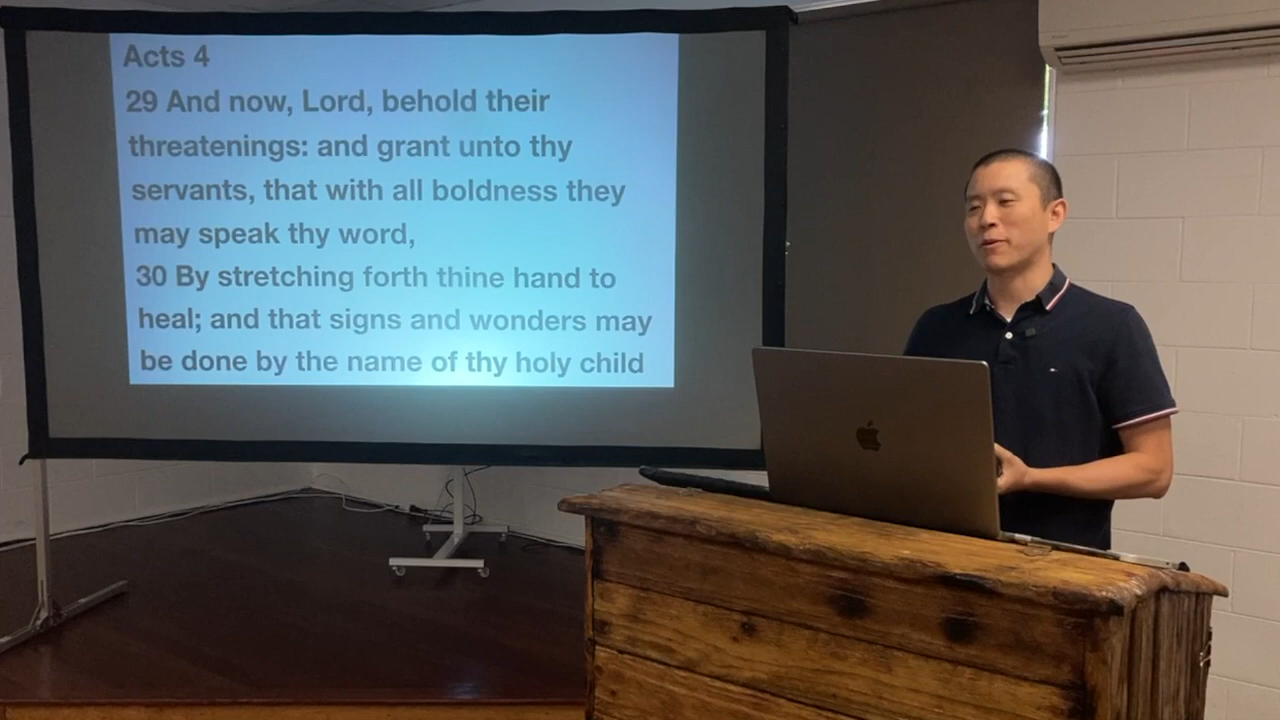 Acts 4
29 And now, Lord, behold their
threatenings: and grant unto thy
servants, that with all boldness they
may speak thy word,
30 By stretching forth thine hand to
heal; and that signs and wonders may
be done by the name of thy holy child